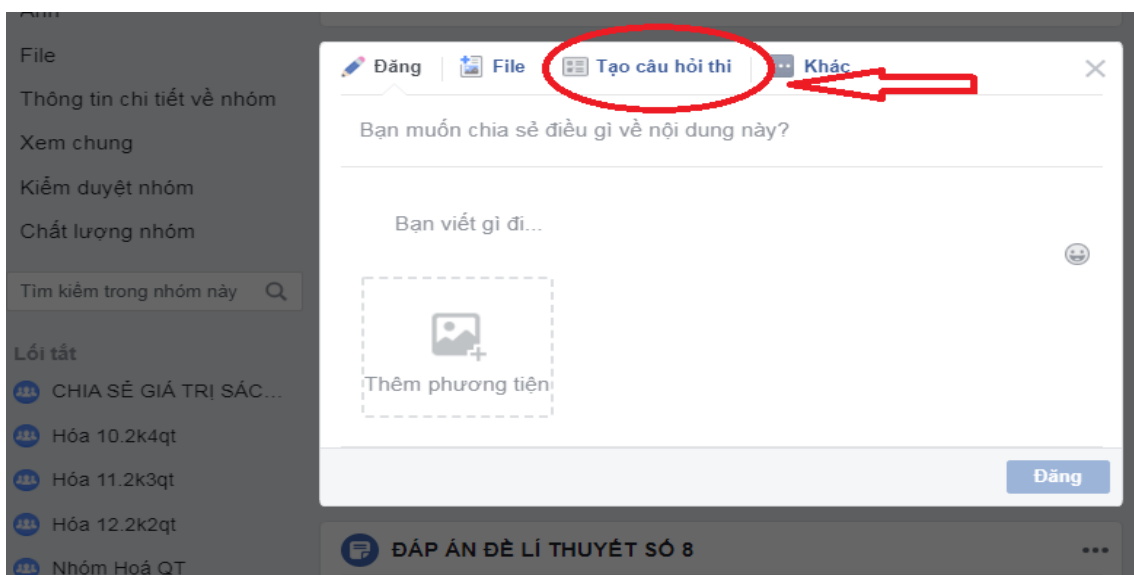 Ảnh
File
Thông tin chi tiết về nhóm
Xem chung
Kiểm duyệt nhóm
Chất lượng nhóm
Tìm kiếm trong nhóm này
Lối tắt
CHIA SẺ GIÁ TRỊ SÁC...
Hóa 10.2k4qt
Hóa 11.2k3qt
Hóa 12.2k2qt
Nhóm Hoá QT
Đăng File Tạo câu hỏi thi Khác
Bạn muốn chia sẻ điều gì về nội dung này?
Bạn viết gì đi...
Thêm phương tiện
Đăng
ĐÁP ÁN ĐỀ LÍ THUYẾT SỐ 8